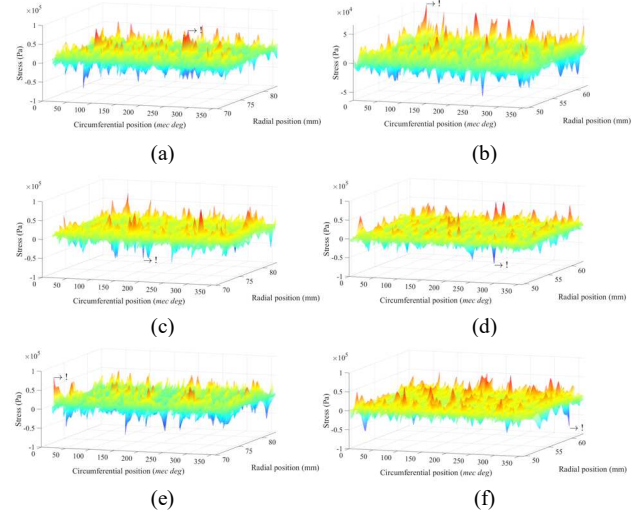 ×10⁵
1
0.5
0
-0.5
-1
Stress (Pa)
50 100 150 200 250 300 350
Circumferential position (mec deg)
70 75 80
Radial position (mm)
!
(a)
×10⁴
5
0
-5
Stress (Pa)
50 100 150 200 250 300 350
Circumferential position (mec deg)
50 55 60
Radial position (mm)
!
(b)
×10⁵
1
0.5
0
-0.5
-1
Stress (Pa)
50 100 150 200 250 300 350
Circumferential position (mec deg)
70 75 80
Radial position (mm)
!
(c)
×10⁵
1
0.5
0
-0.5
-1
Stress (Pa)
50 100 150 200 250 300 350
Circumferential position (mec deg)
50 55 60
Radial position (mm)
!
(d)
×10⁵
1
0.5
0
-0.5
-1
Stress (Pa)
50 100 150 200 250 300 350
Circumferential position (mec deg)
70 75 80
Radial position (mm)
!
(e)
×10⁵
1
0.5
0
-0.5
-1
Stress (Pa)
50 100 150 200 250 300 350
Circumferential position (mec deg)
50 55 60
Radial position (mm)
!
(f)